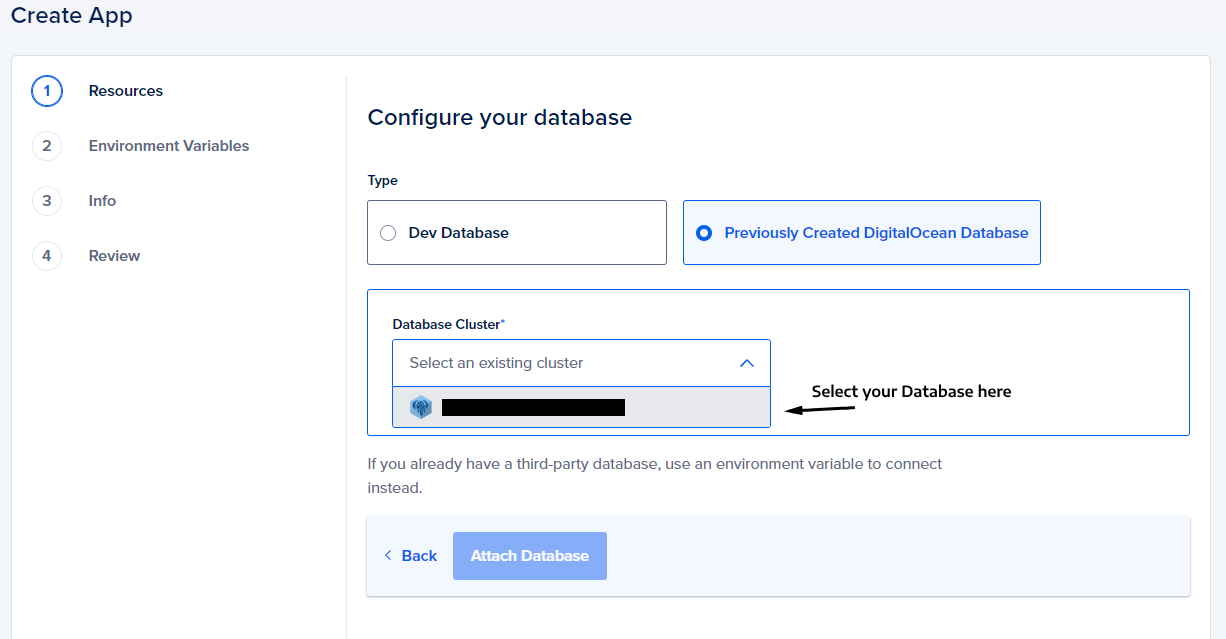 Create App
1 Resources
2 Environment Variables
3 Info
4 Review
Configure your database
Type
Dev Database
Previously Created DigitalOcean Database
Database Cluster*
Select an existing cluster
Select your Database here
If you already have a third-party database, use an environment variable to connect
instead.
Back
Attach Database